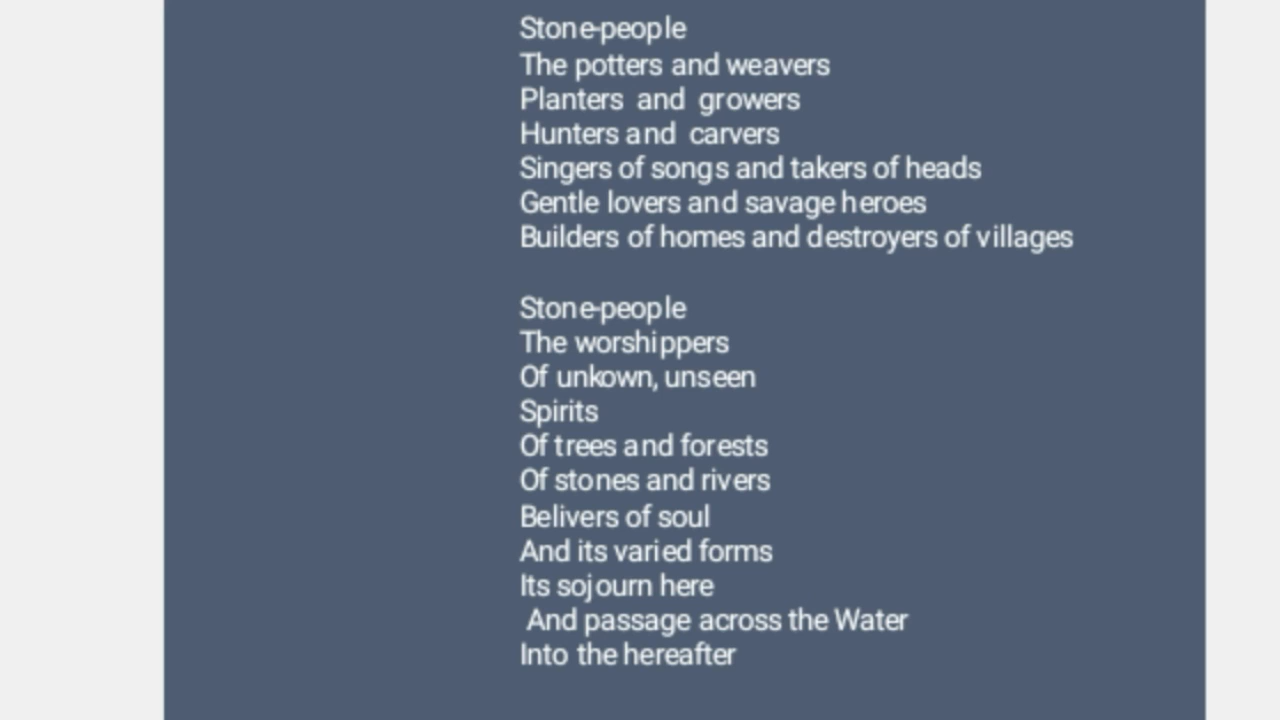 Stone-people
The potters and weavers
Planters and growers
Hunters and carvers
Singers of songs and takers of heads
Gentle lovers and savage heroes
Builders of homes and destroyers of villages

Stone-people
The worshippers
Of unkown, unseen
Spirits
Of trees and forests
Of stones and rivers
Belivers of soul
And its varied forms
Its sojourn here
And passage across the Water
Into the hereafter